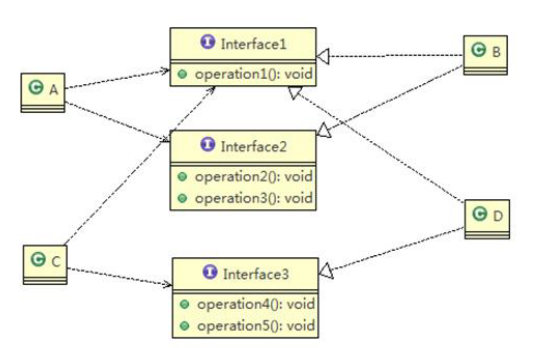 Interface1
operation1(): void
B
A
Interface2
operation2(): void
operation3(): void
D
C
Interface3
operation4(): void
operation5(): void